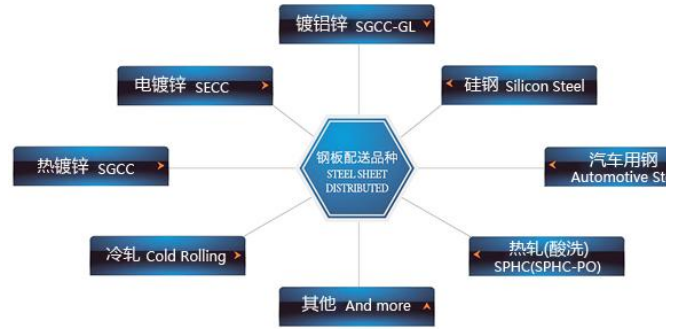 镀铝锌 SGCC-GL
电镀锌 SECC
硅钢 Silicon Steel
钢板配送品种
STEEL SHEET
DISTRIBUTED
热镀锌 SGCC
汽车用钢
Automotive St
冷轧 Cold Rolling
热轧(酸洗)
SPHC(SPHC-PO)
其他 And more